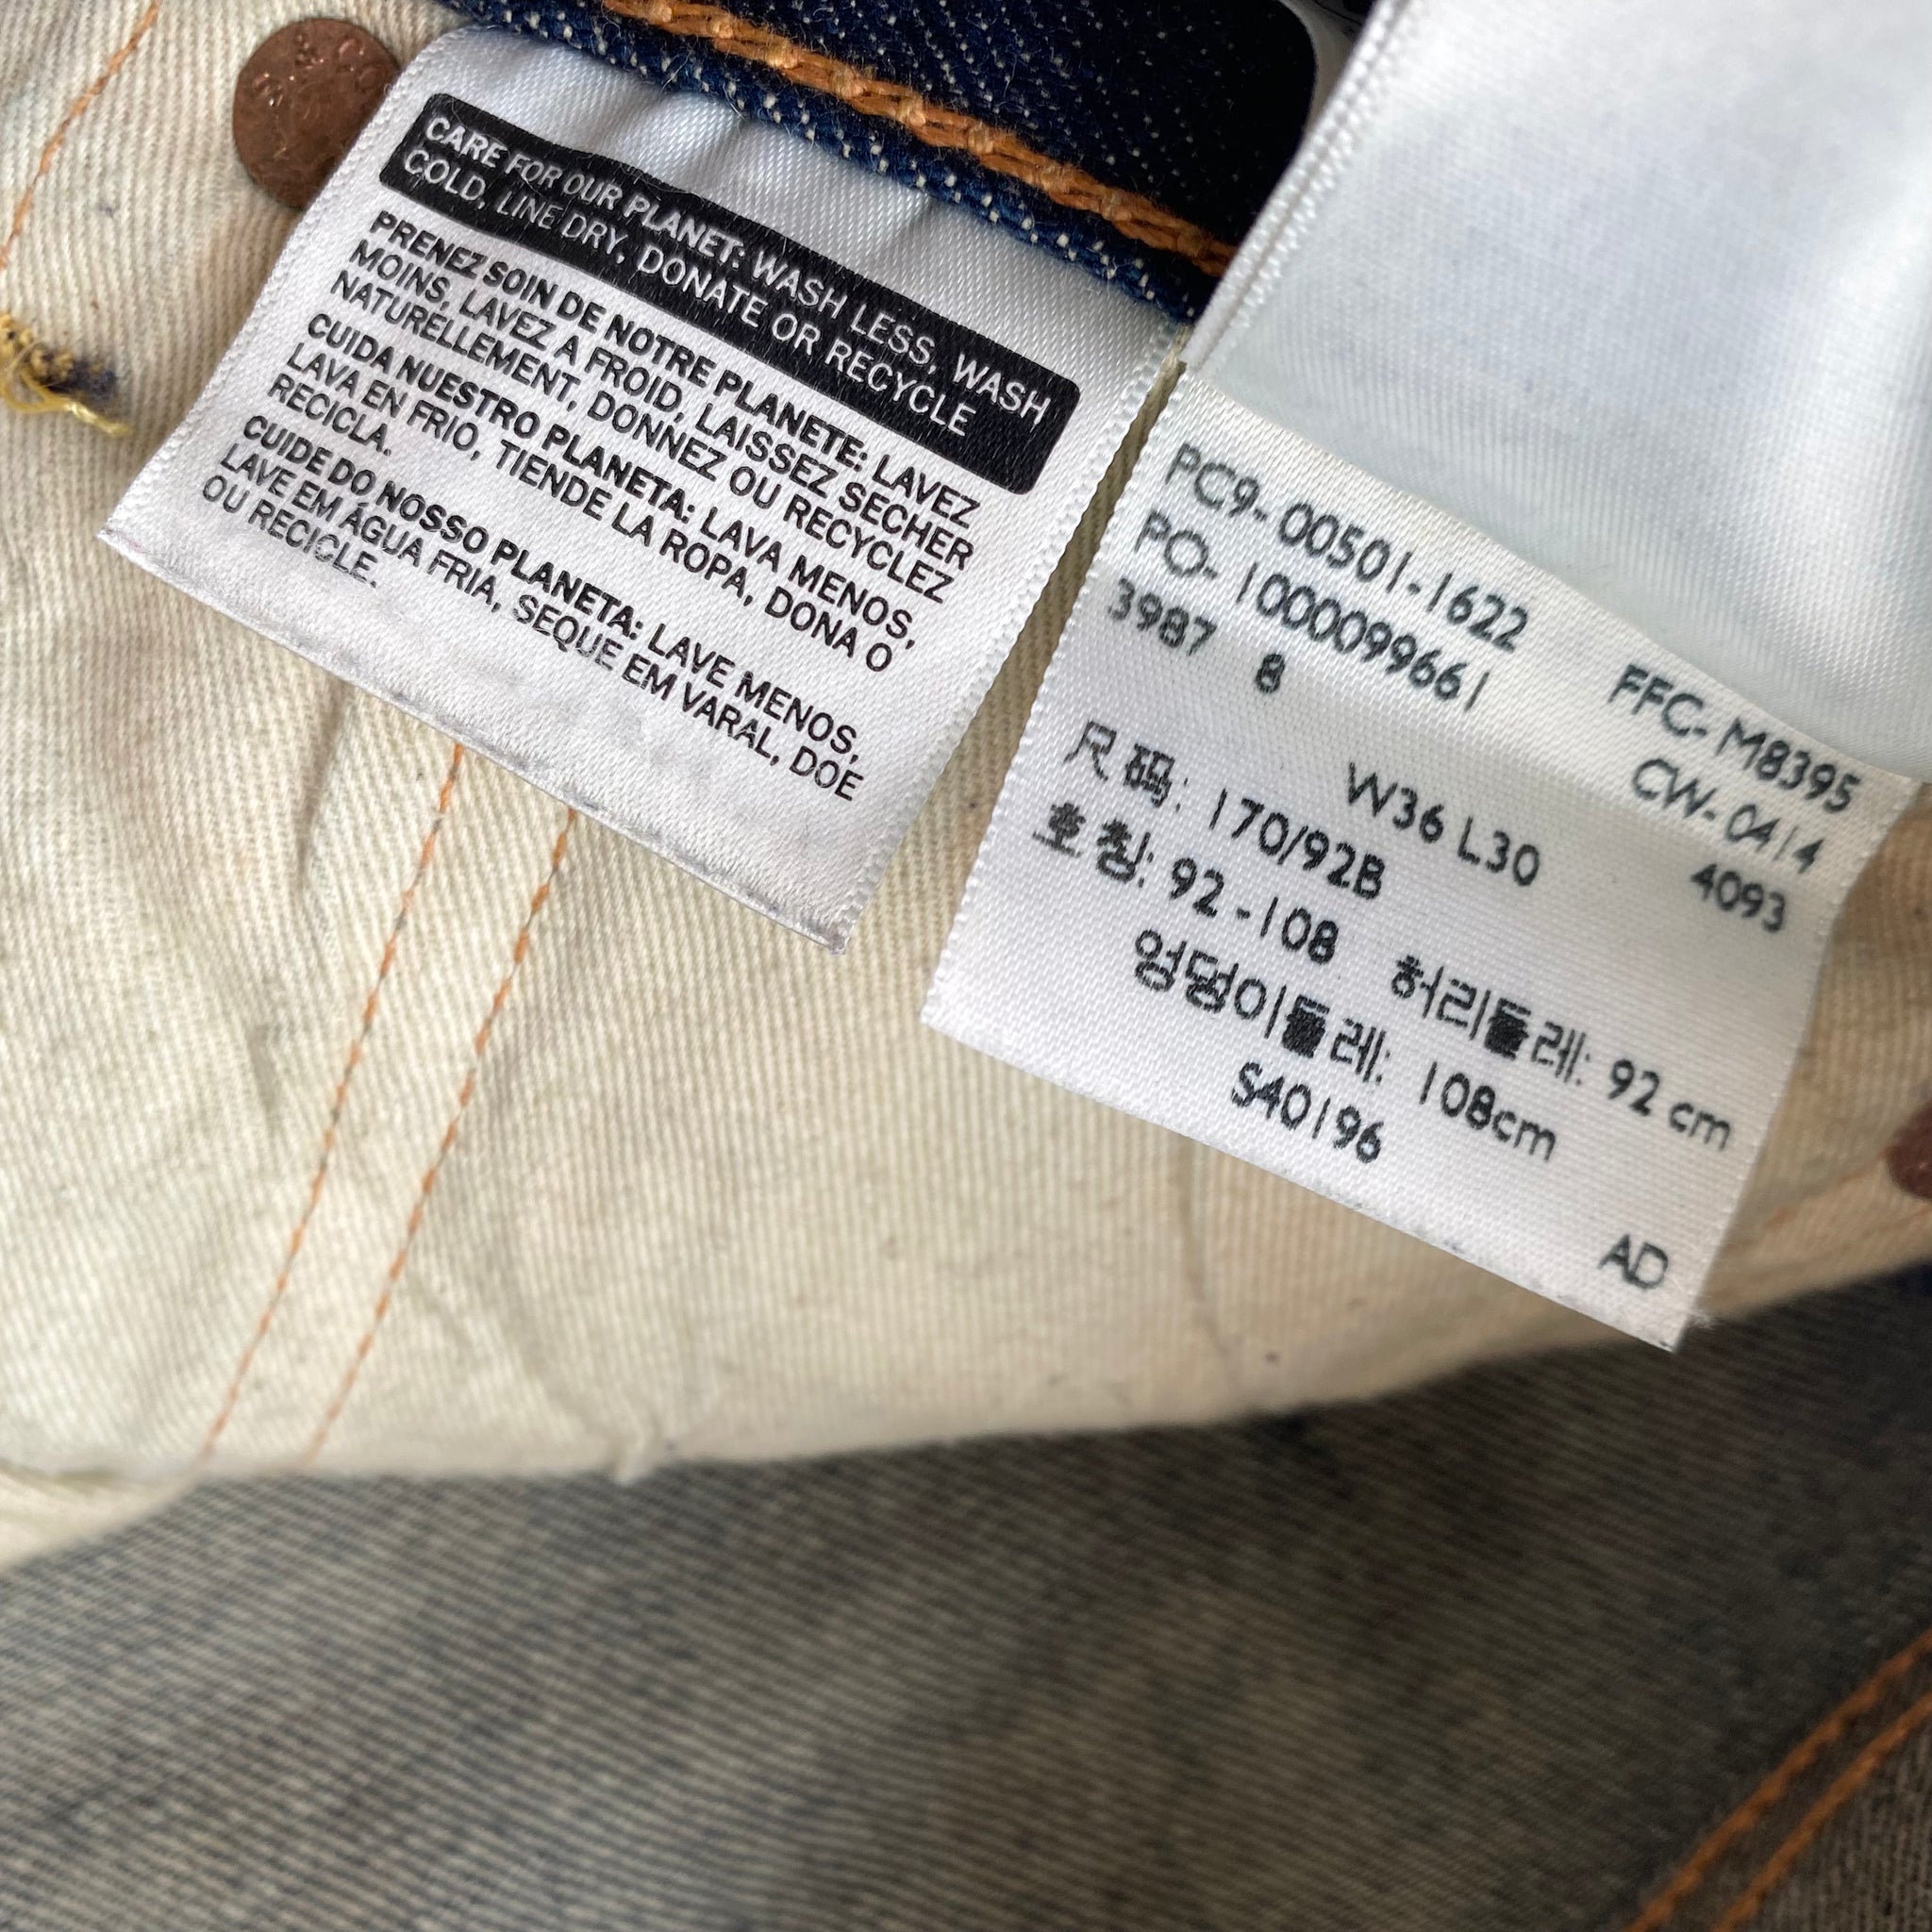 CARE FOR OUR PLANET: WASH LESS, WASH
COLD, LINE DRY, DONATE OR RECYCLE
PRENEZ SOIN DE NOTRE PLANETE: LAVEZ
MOINS, LAVEZ A FROID, LAISSEZ SECHER
NATURELLEMENT, DONNEZ OU RECYCLEZ
CUIDA NUESTRO PLANETA: LAVA MENOS,
LAVA EN FRIO, TIENDE LA ROPA, DONA O
RECICLA.
CUIDE DO NOSSO PLANETA: LAVE MENOS,
LAVE EM ÁGUA FRIA, SEQUE EM VARAL, DOE
OU RECICLE.
PC9-00501-1622
PO-1000099661 FFC-M8395
3987 8 CW-0414
W36 L30 4093
尺码: 170/92B
호칭: 92-108 허리둘레: 92 cm
엉덩이둘레: 108cm
S40196
AD